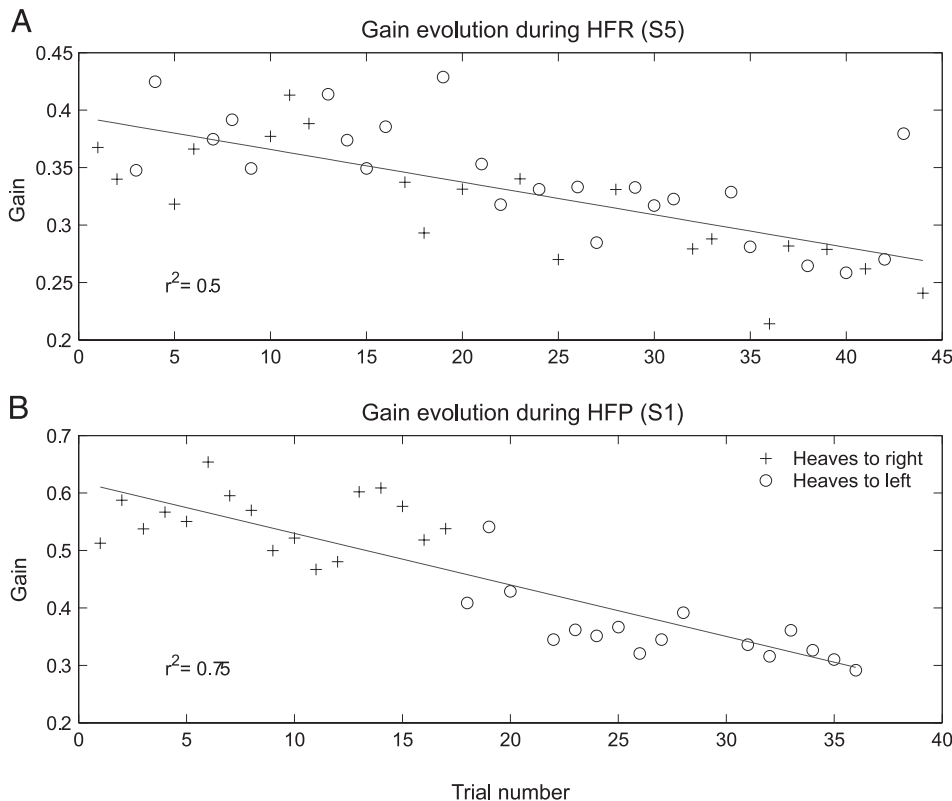 A
Gain evolution during HFR (S5)
0.45
0.4
0.35
0.3
0.25
0.2
Gain
r²= 0.5
0 5 10 15 20 25 30 35 40 45
B
Gain evolution during HFP (S1)
0.7
0.6
0.5
0.4
0.3
0.2
Gain
+ Heaves to right
○ Heaves to left
r²= 0.75
0 5 10 15 20 25 30 35 40
Trial number